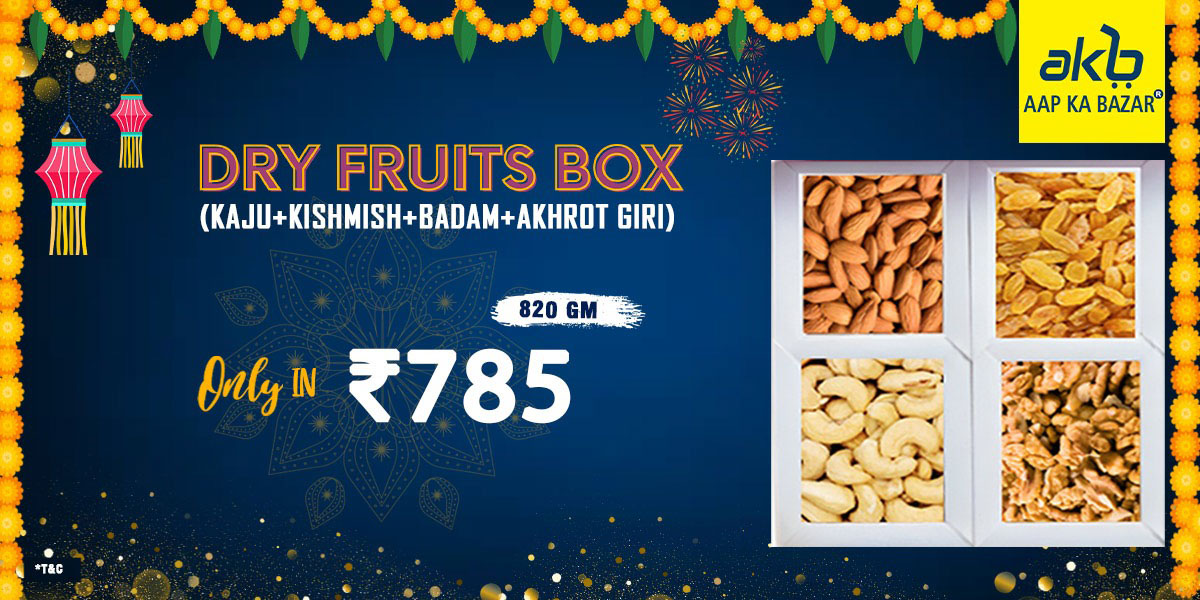 akb
AAP KA BAZAR®
DRY FRUITS BOX
(KAJU+KISHMISH+BADAM+AKHROT GIRI)
820 GM
Only IN ₹785
*T&C